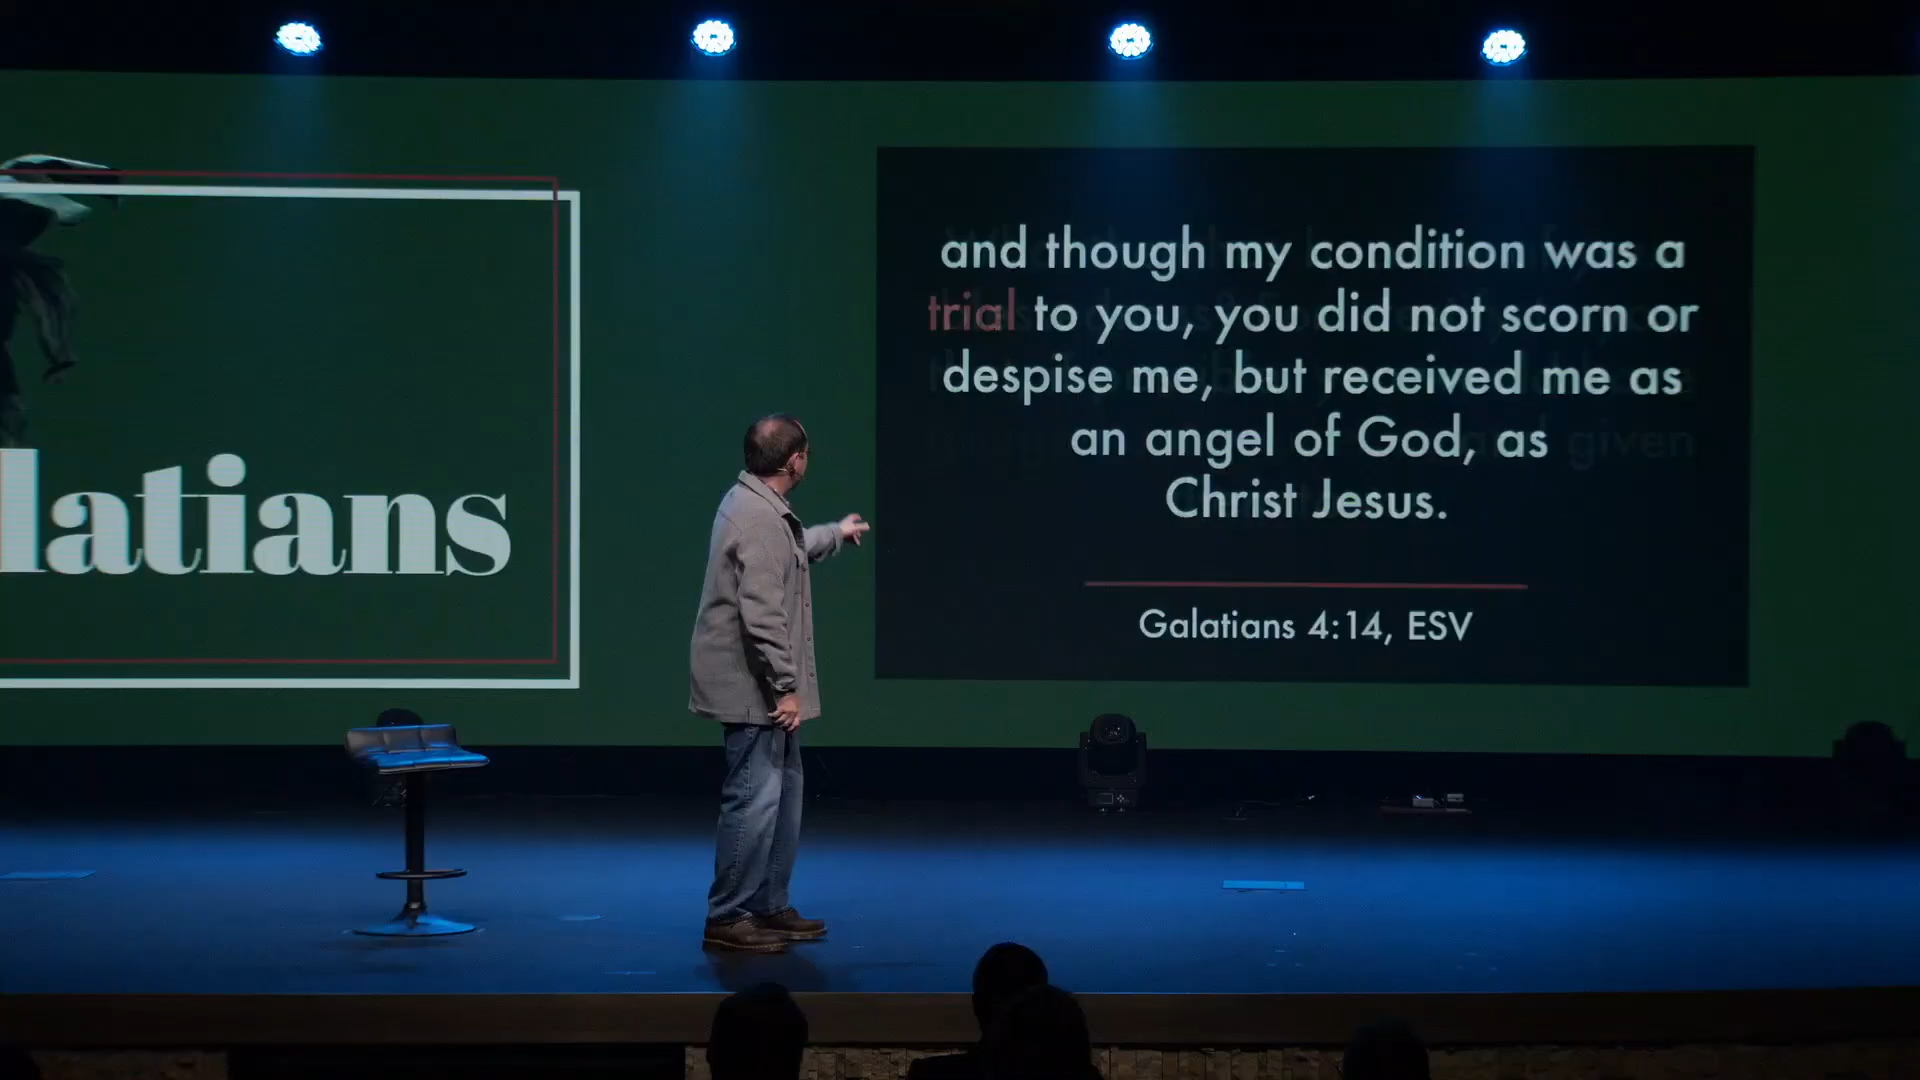 latians
and though my condition was a
trial to you, you did not scorn or
despise me, but received me as
an angel of God, as
Christ Jesus.
given
Galatians 4:14, ESV